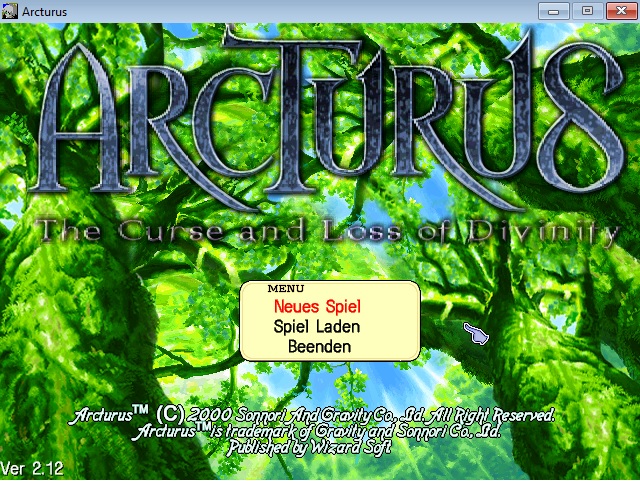 Arcturus
ARCTURUS
The Curse and Loss of Divinity
MENU
Neues Spiel
Spiel Laden
Beenden
Arcturus™ (C) 2000 Sonnori And Gravity Co, Ltd. All Right Reserved.
Arcturus™ is trademark of Gravity and Sonnori Co, Ltd.
Published by Wizard Soft
Ver 2.12